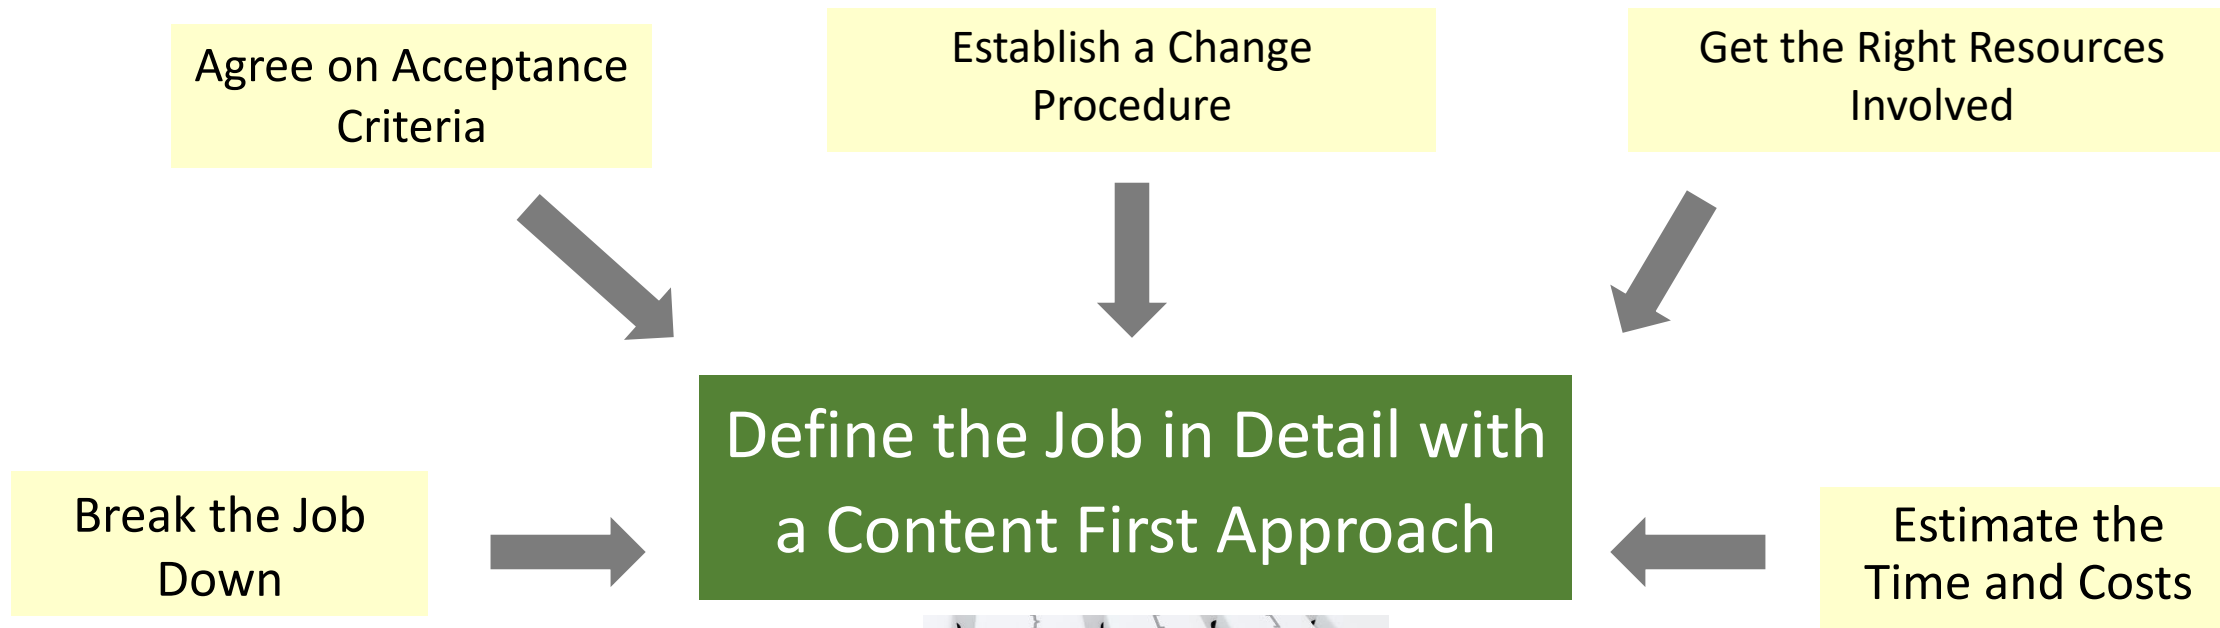 Agree on Acceptance
Criteria
Establish a Change
Procedure
Get the Right Resources
Involved
Define the Job in Detail with
a Content First Approach
Break the Job
Down
Estimate the
Time and Costs